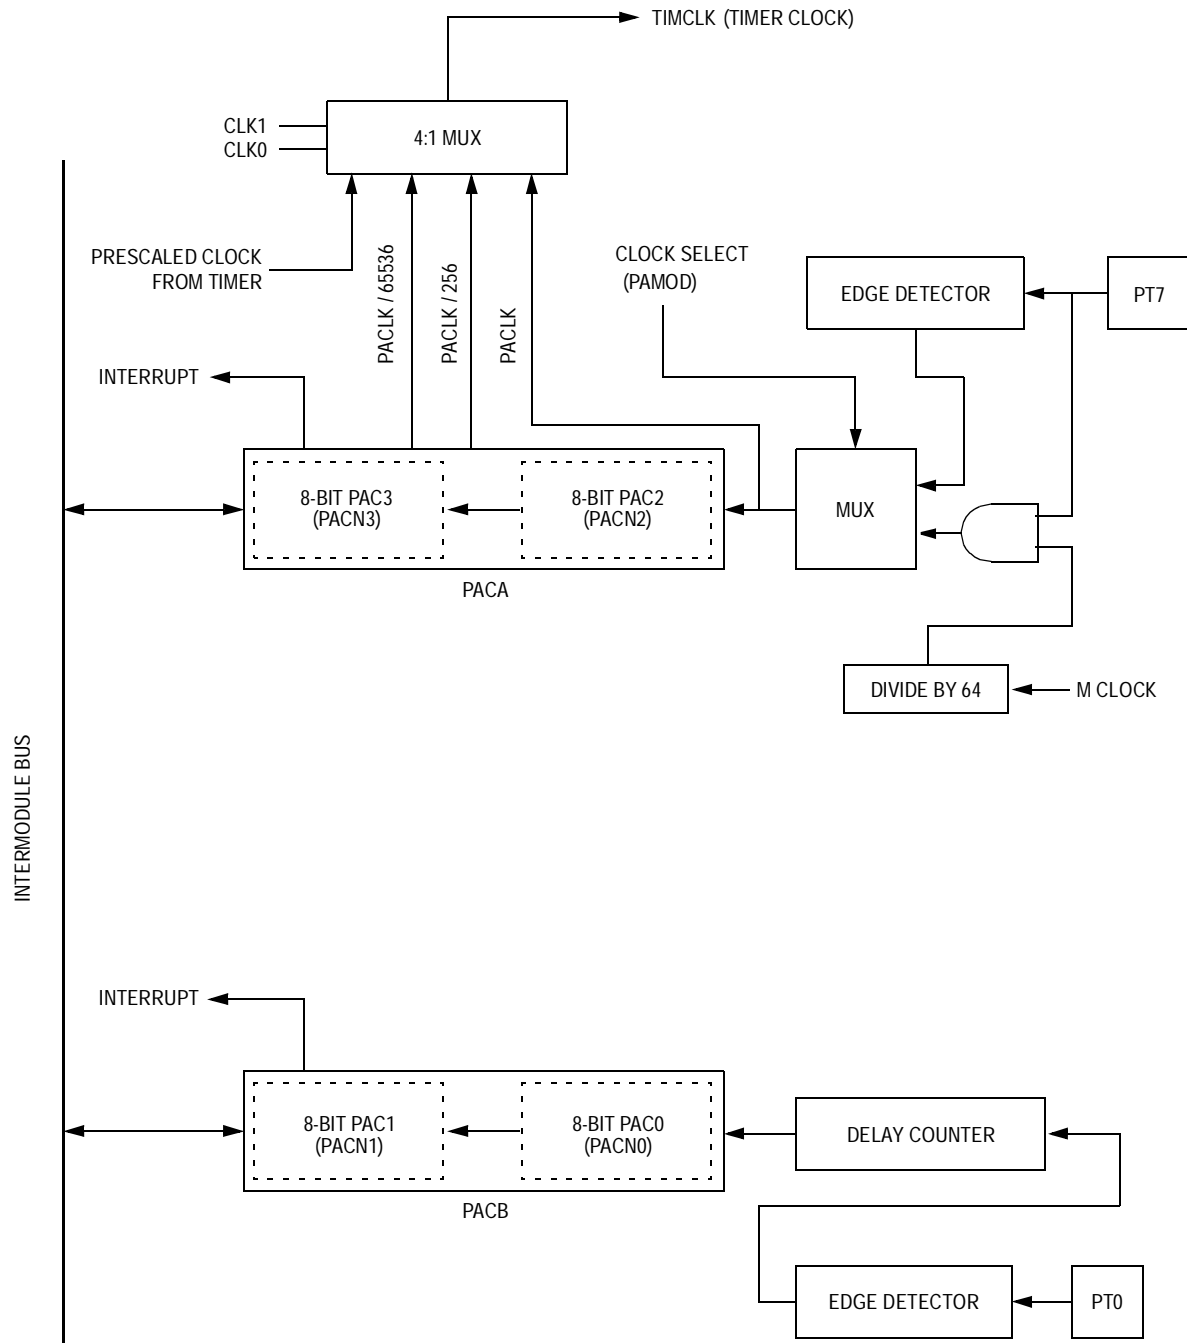 TIMCLK (TIMER CLOCK)
CLK1
CLK0
4:1 MUX
PRESCALED CLOCK
FROM TIMER
PACLK / 65536
PACLK / 256
PACLK
CLOCK SELECT
(PAMOD)
EDGE DETECTOR
PT7
INTERRUPT
8-BIT PAC3
(PACN3)
8-BIT PAC2
(PACN2)
MUX
PACA
DIVIDE BY 64
M CLOCK
INTERMODULE BUS
INTERRUPT
8-BIT PAC1
(PACN1)
8-BIT PAC0
(PACN0)
DELAY COUNTER
PACB
EDGE DETECTOR
PT0